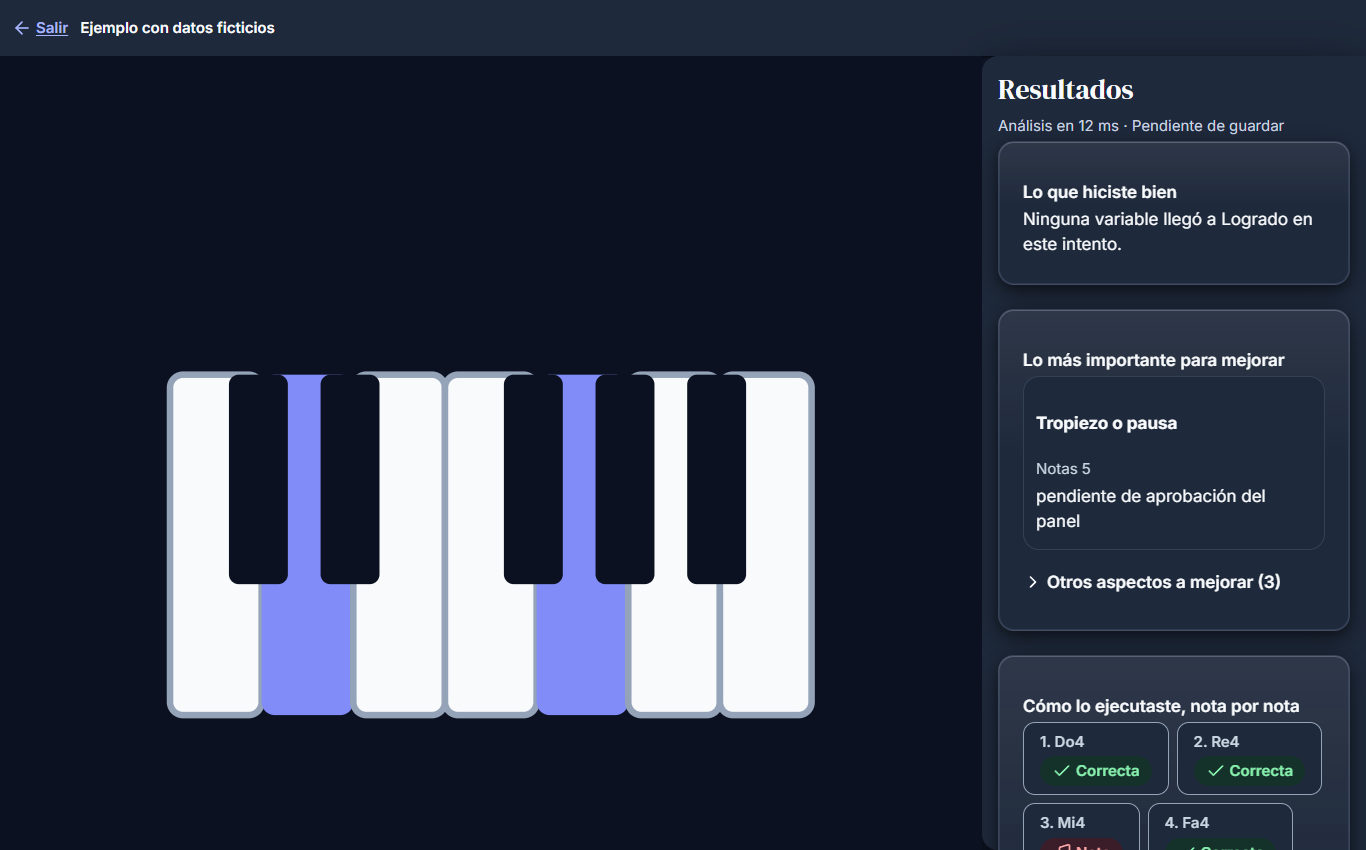 Salir
Ejemplo con datos ficticios
Resultados
Análisis en 12 ms · Pendiente de guardar
Lo que hiciste bien
Ninguna variable llegó a Logrado en
este intento.
Lo más importante para mejorar
Tropiezo o pausa
Notas 5
pendiente de aprobación del
panel
Otros aspectos a mejorar (3)
Cómo lo ejecutaste, nota por nota
1. Do4
Correcta
2. Re4
Correcta
3. Mi4
4. Fa4